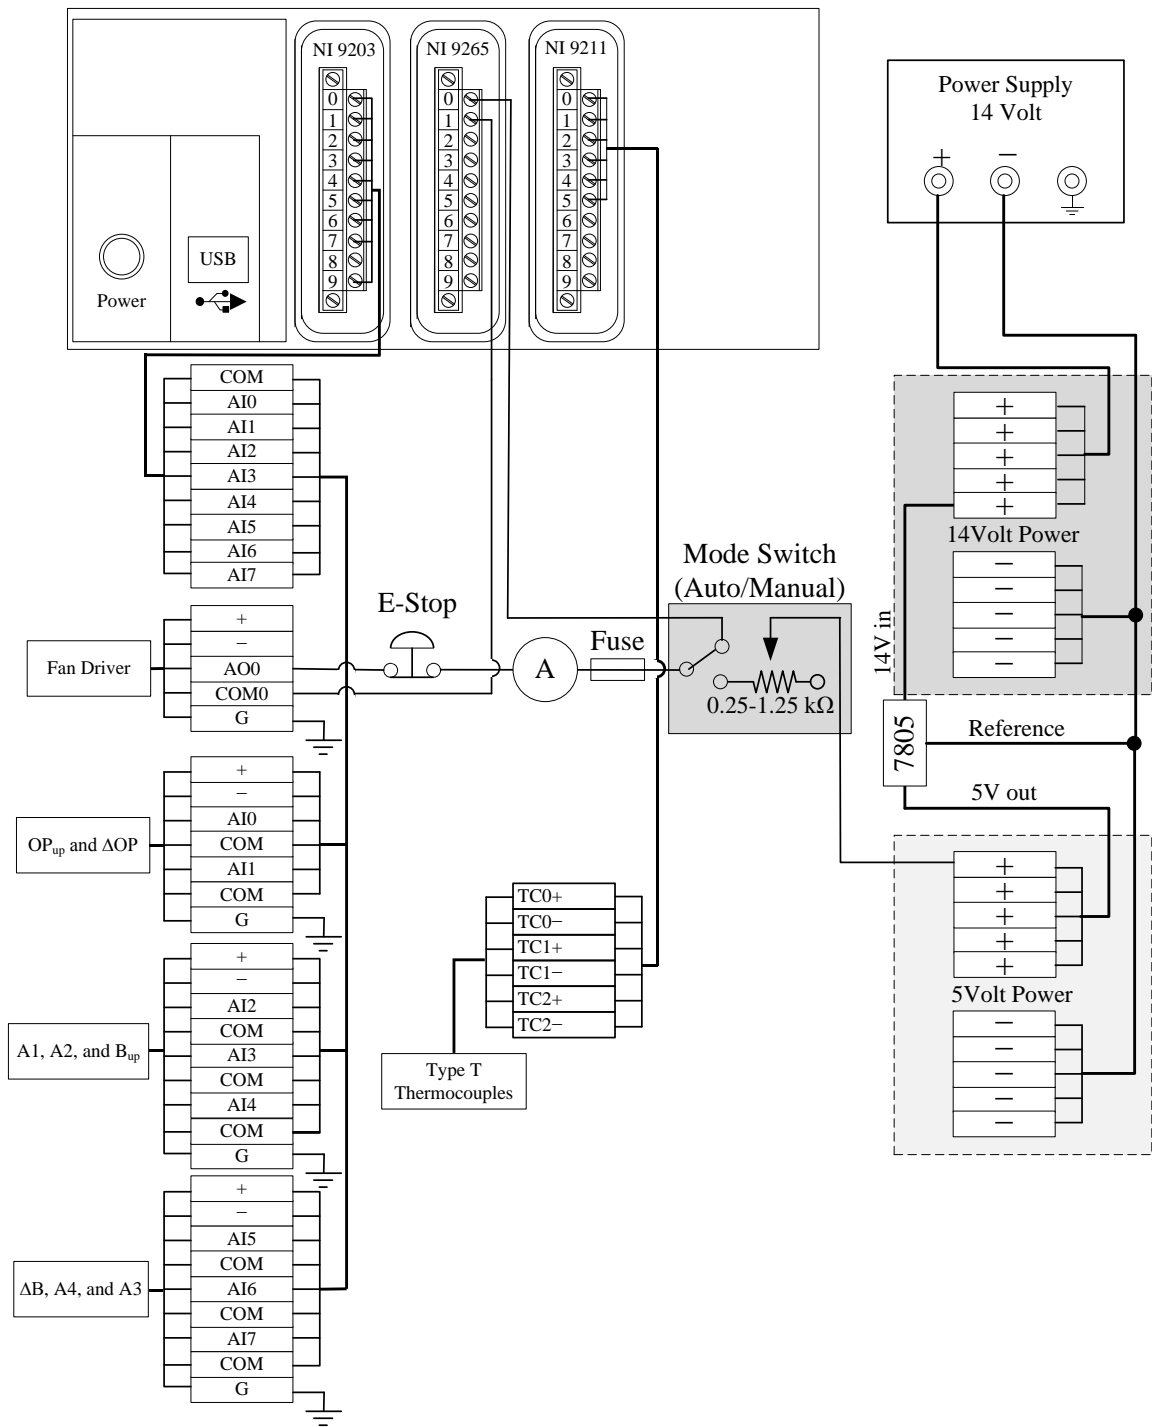 NI 9203
0
1
2
3
4
5
6
7
8
9
NI 9265
0
1
2
3
4
5
6
7
8
9
NI 9211
0
1
2
3
4
5
6
7
8
9
Power
USB
Power Supply
14 Volt
+
−
COM
AI0
AI1
AI2
AI3
AI4
AI5
AI6
AI7
Fan Driver
+
−
AO0
COM0
G
E-Stop
A
Fuse
Mode Switch
(Auto/Manual)
0.25-1.25 kΩ
+
+
+
+
+
14Volt Power
−
−
−
−
−
14V in
7805
Reference
5V out
+
+
+
+
+
5Volt Power
−
−
−
−
−
OPup and ΔOP
+
−
AI0
COM
AI1
COM
G
A1, A2, and Bup
+
−
AI2
COM
AI3
COM
AI4
COM
G
ΔB, A4, and A3
+
−
AI5
COM
AI6
COM
AI7
COM
G
TC0+
TC0−
TC1+
TC1−
TC2+
TC2−
Type T
Thermocouples